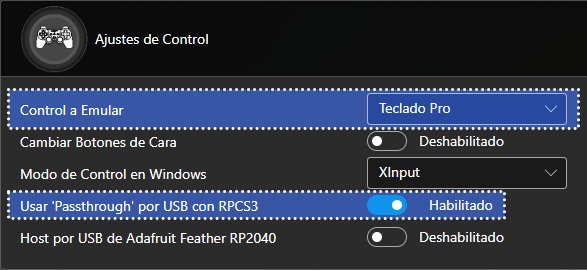 Ajustes de Control
Control a Emular Teclado Pro
Cambiar Botones de Cara Deshabilitado
Modo de Control en Windows XInput
Usar 'Passthrough' por USB con RPCS3 Habilitado
Host por USB de Adafruit Feather RP2040 Deshabilitado